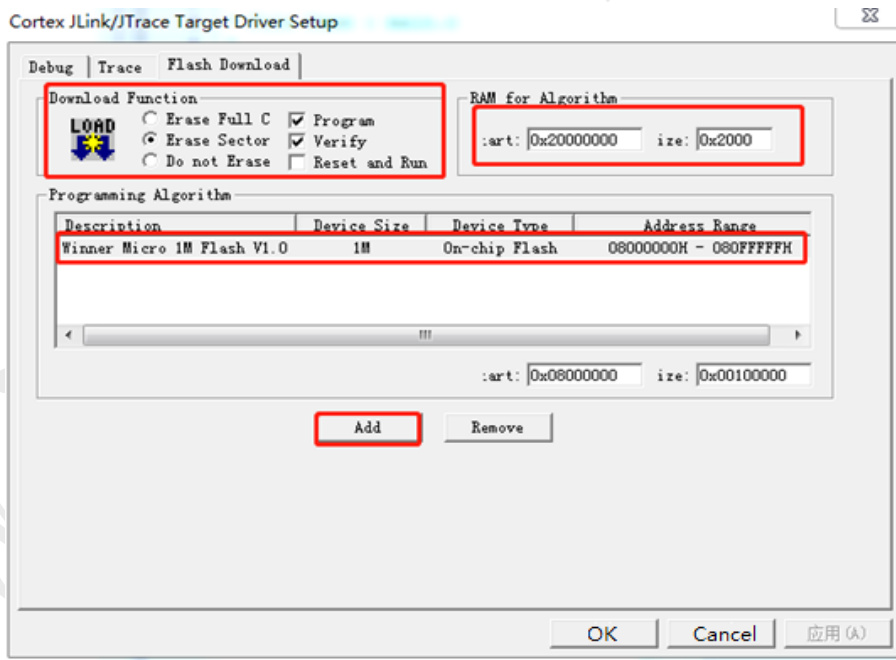 Cortex JLink/JTrace Target Driver Setup
Debug Trace Flash Download
Download Function
LOAD
Erase Full C Program
Erase Sector Verify
Do not Erase Reset and Run
RAM for Algorithm
:art: 0x20000000 ize: 0x2000
Programming Algorithm
Description Device Size Device Type Address Range
Winner Micro 1M Flash V1.0 1M On-chip Flash 08000000H - 080FFFFFH
:art: 0x08000000 ize: 0x00100000
Add Remove
OK Cancel 应用(A)